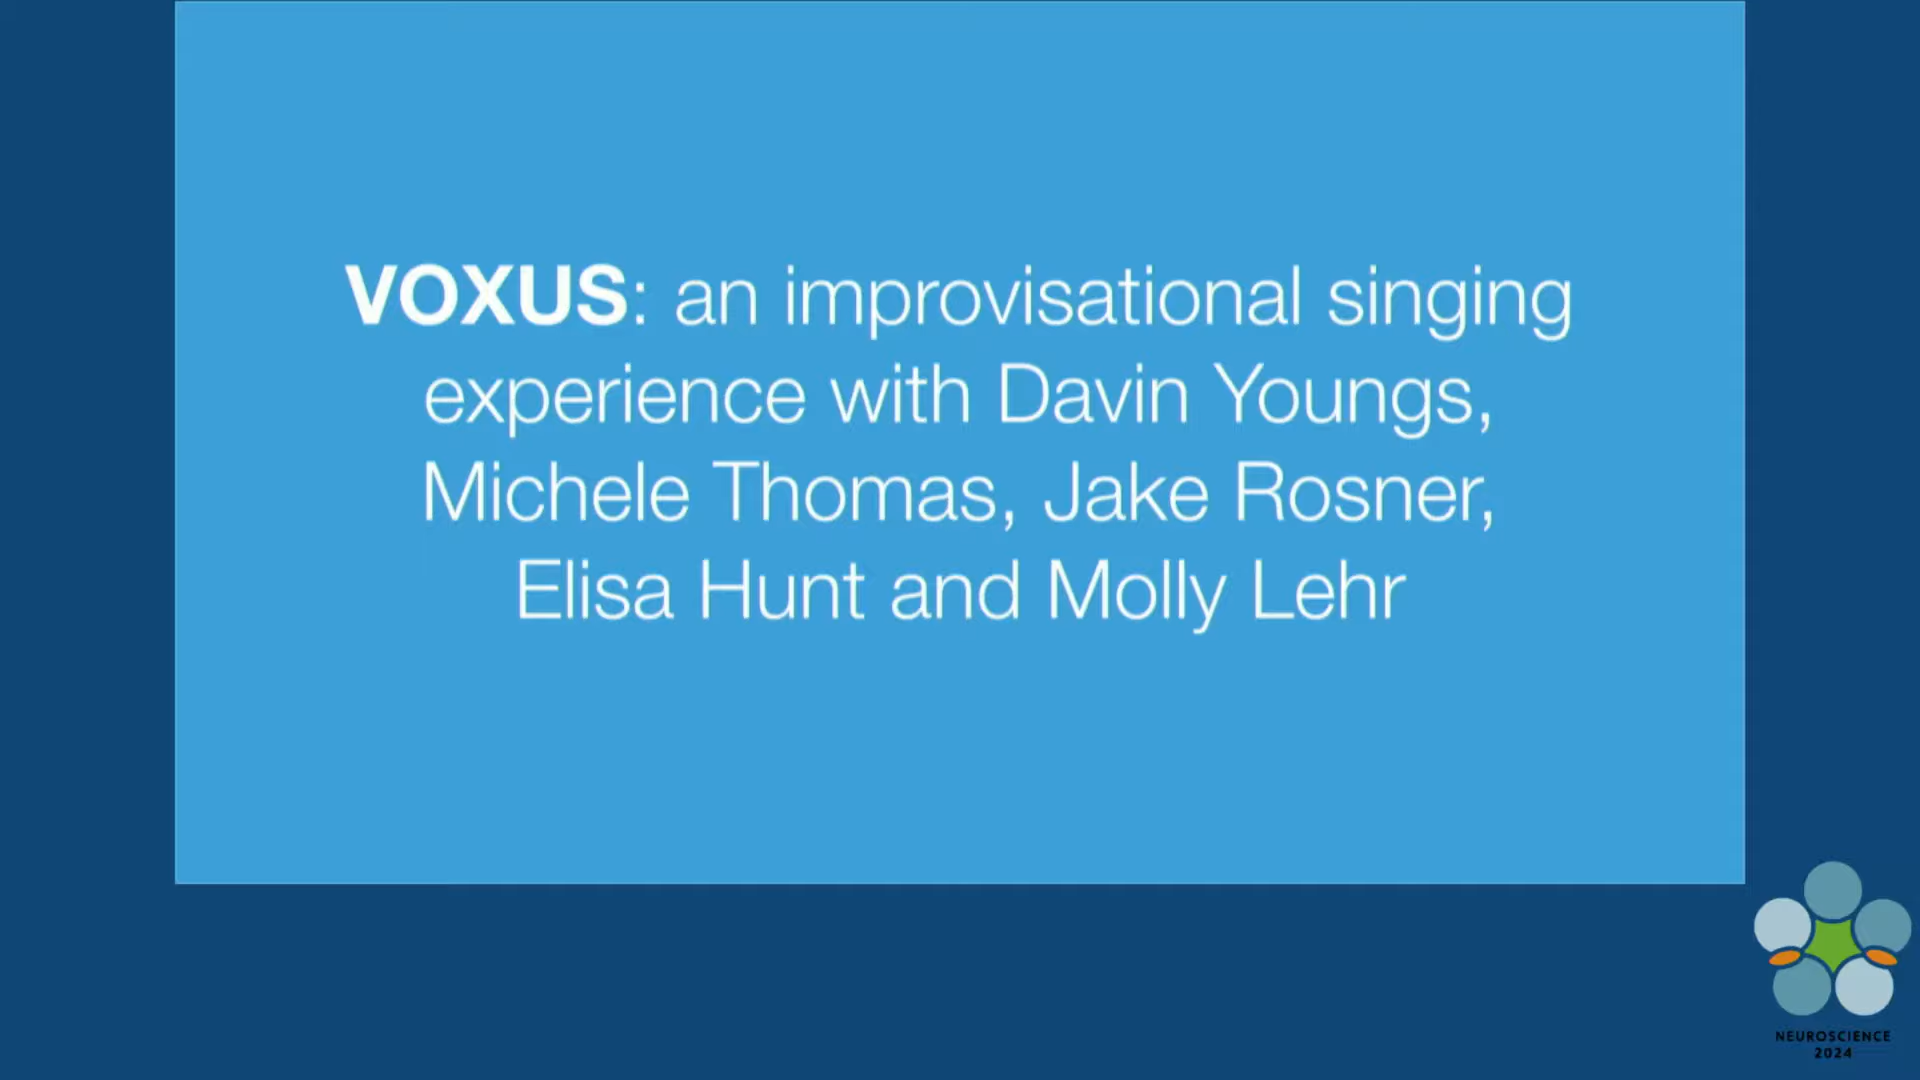 VOXUS: an improvisational singing
experience with Davin Youngs,
Michele Thomas, Jake Rosner,
Elisa Hunt and Molly Lehr
NEUROSCIENCE
2024